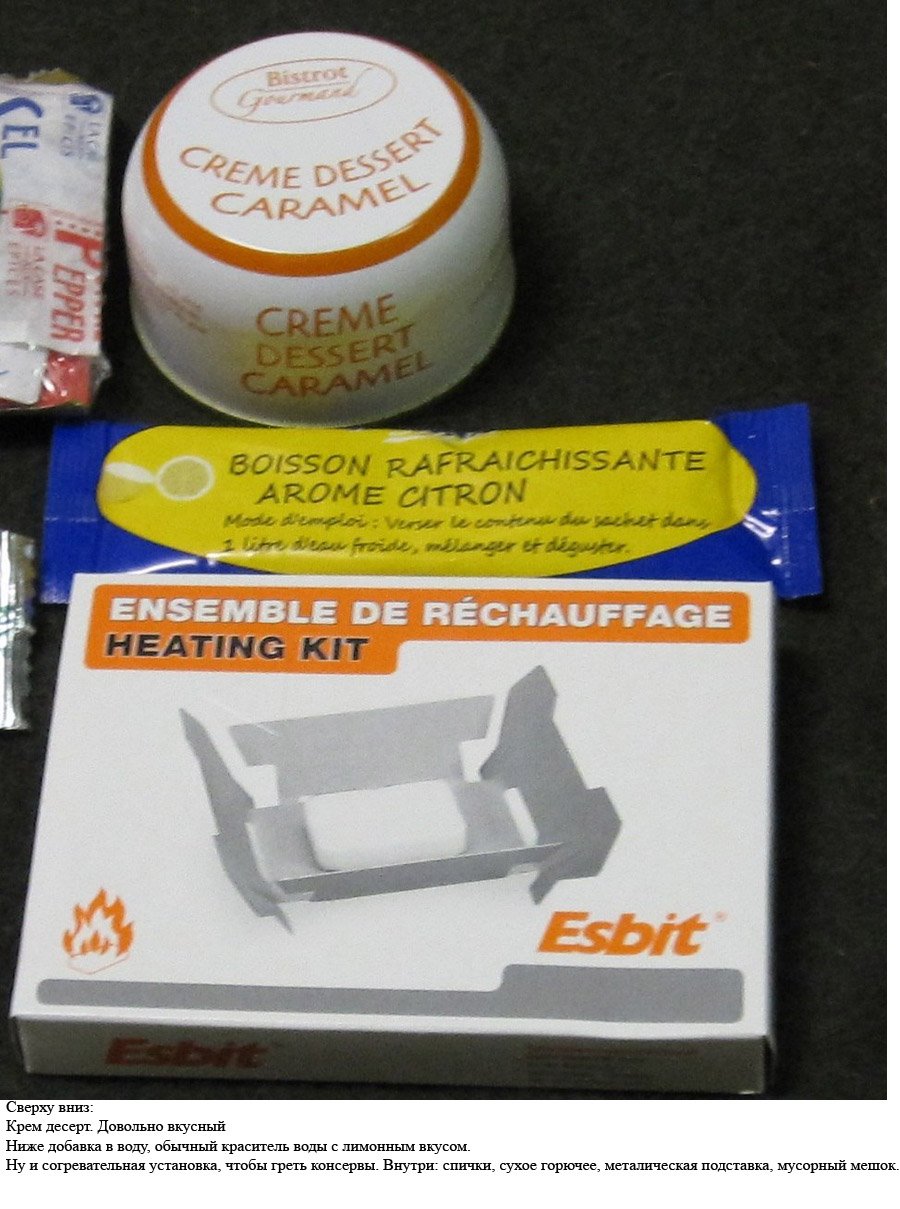 Bistrot
Gourmand
CREME DESSERT
CARAMEL
CREME
DESSERT
CARAMEL
EPPER
BOISSON RAFRAICHISSANTE
AROME CITRON
Mode d'emploi : Verser le contenu du sachet dans
1 litre d'eau froide, mélanger et déguster.
ENSEMBLE DE RÉCHAUFFAGE
HEATING KIT
Esbit®
Esbit
Сверху вниз:
Крем десерт. Довольно вкусный
Ниже добавка в воду, обычный краситель воды с лимонным вкусом.
Ну и согревательная установка, чтобы греть консервы. Внутри: спички, сухое горючее, металическая подставка, мусорный мешок.